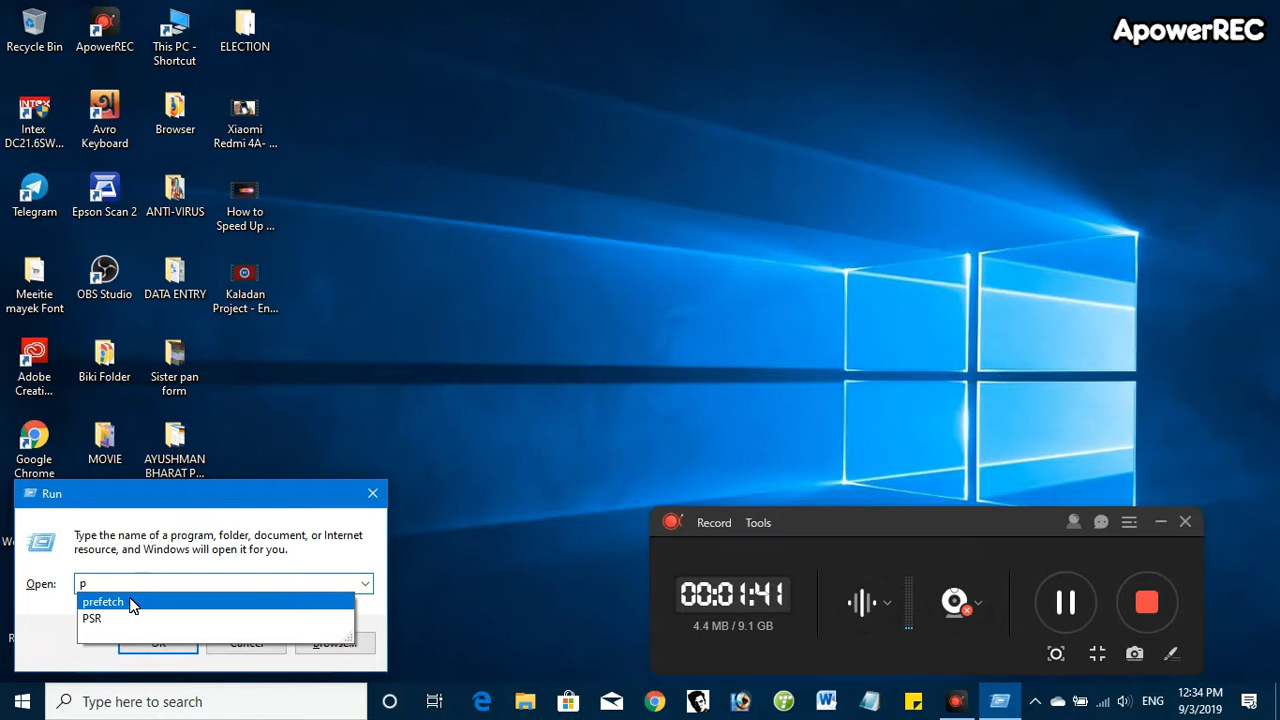 ApowerREC
Recycle Bin
ApowerREC
This PC -
Shortcut
ELECTION
INTEX
Intex
DC21.6SW...
Avro
Keyboard
Browser
Xiaomi
Redmi 4A- ...
Telegram
Epson Scan 2
ANTI-VIRUS
How to
Speed Up ...
Meeitie
mayek Font
OBS Studio
DATA ENTRY
Kaladan
Project - En...
Adobe
Creati...
Biki Folder
Sister pan
form
Google
Chrome
MOVIE
AYUSHMAN
BHARAT P...
Run
Type the name of a program, folder, document, or Internet
resource, and Windows will open it for you.
Open:
p
prefetch
PSR
OK
Cancel
Browse...
Record
Tools
00:01:41
4.4 MB / 9.1 GB
Type here to search
ENG
12:34 PM
9/3/2019